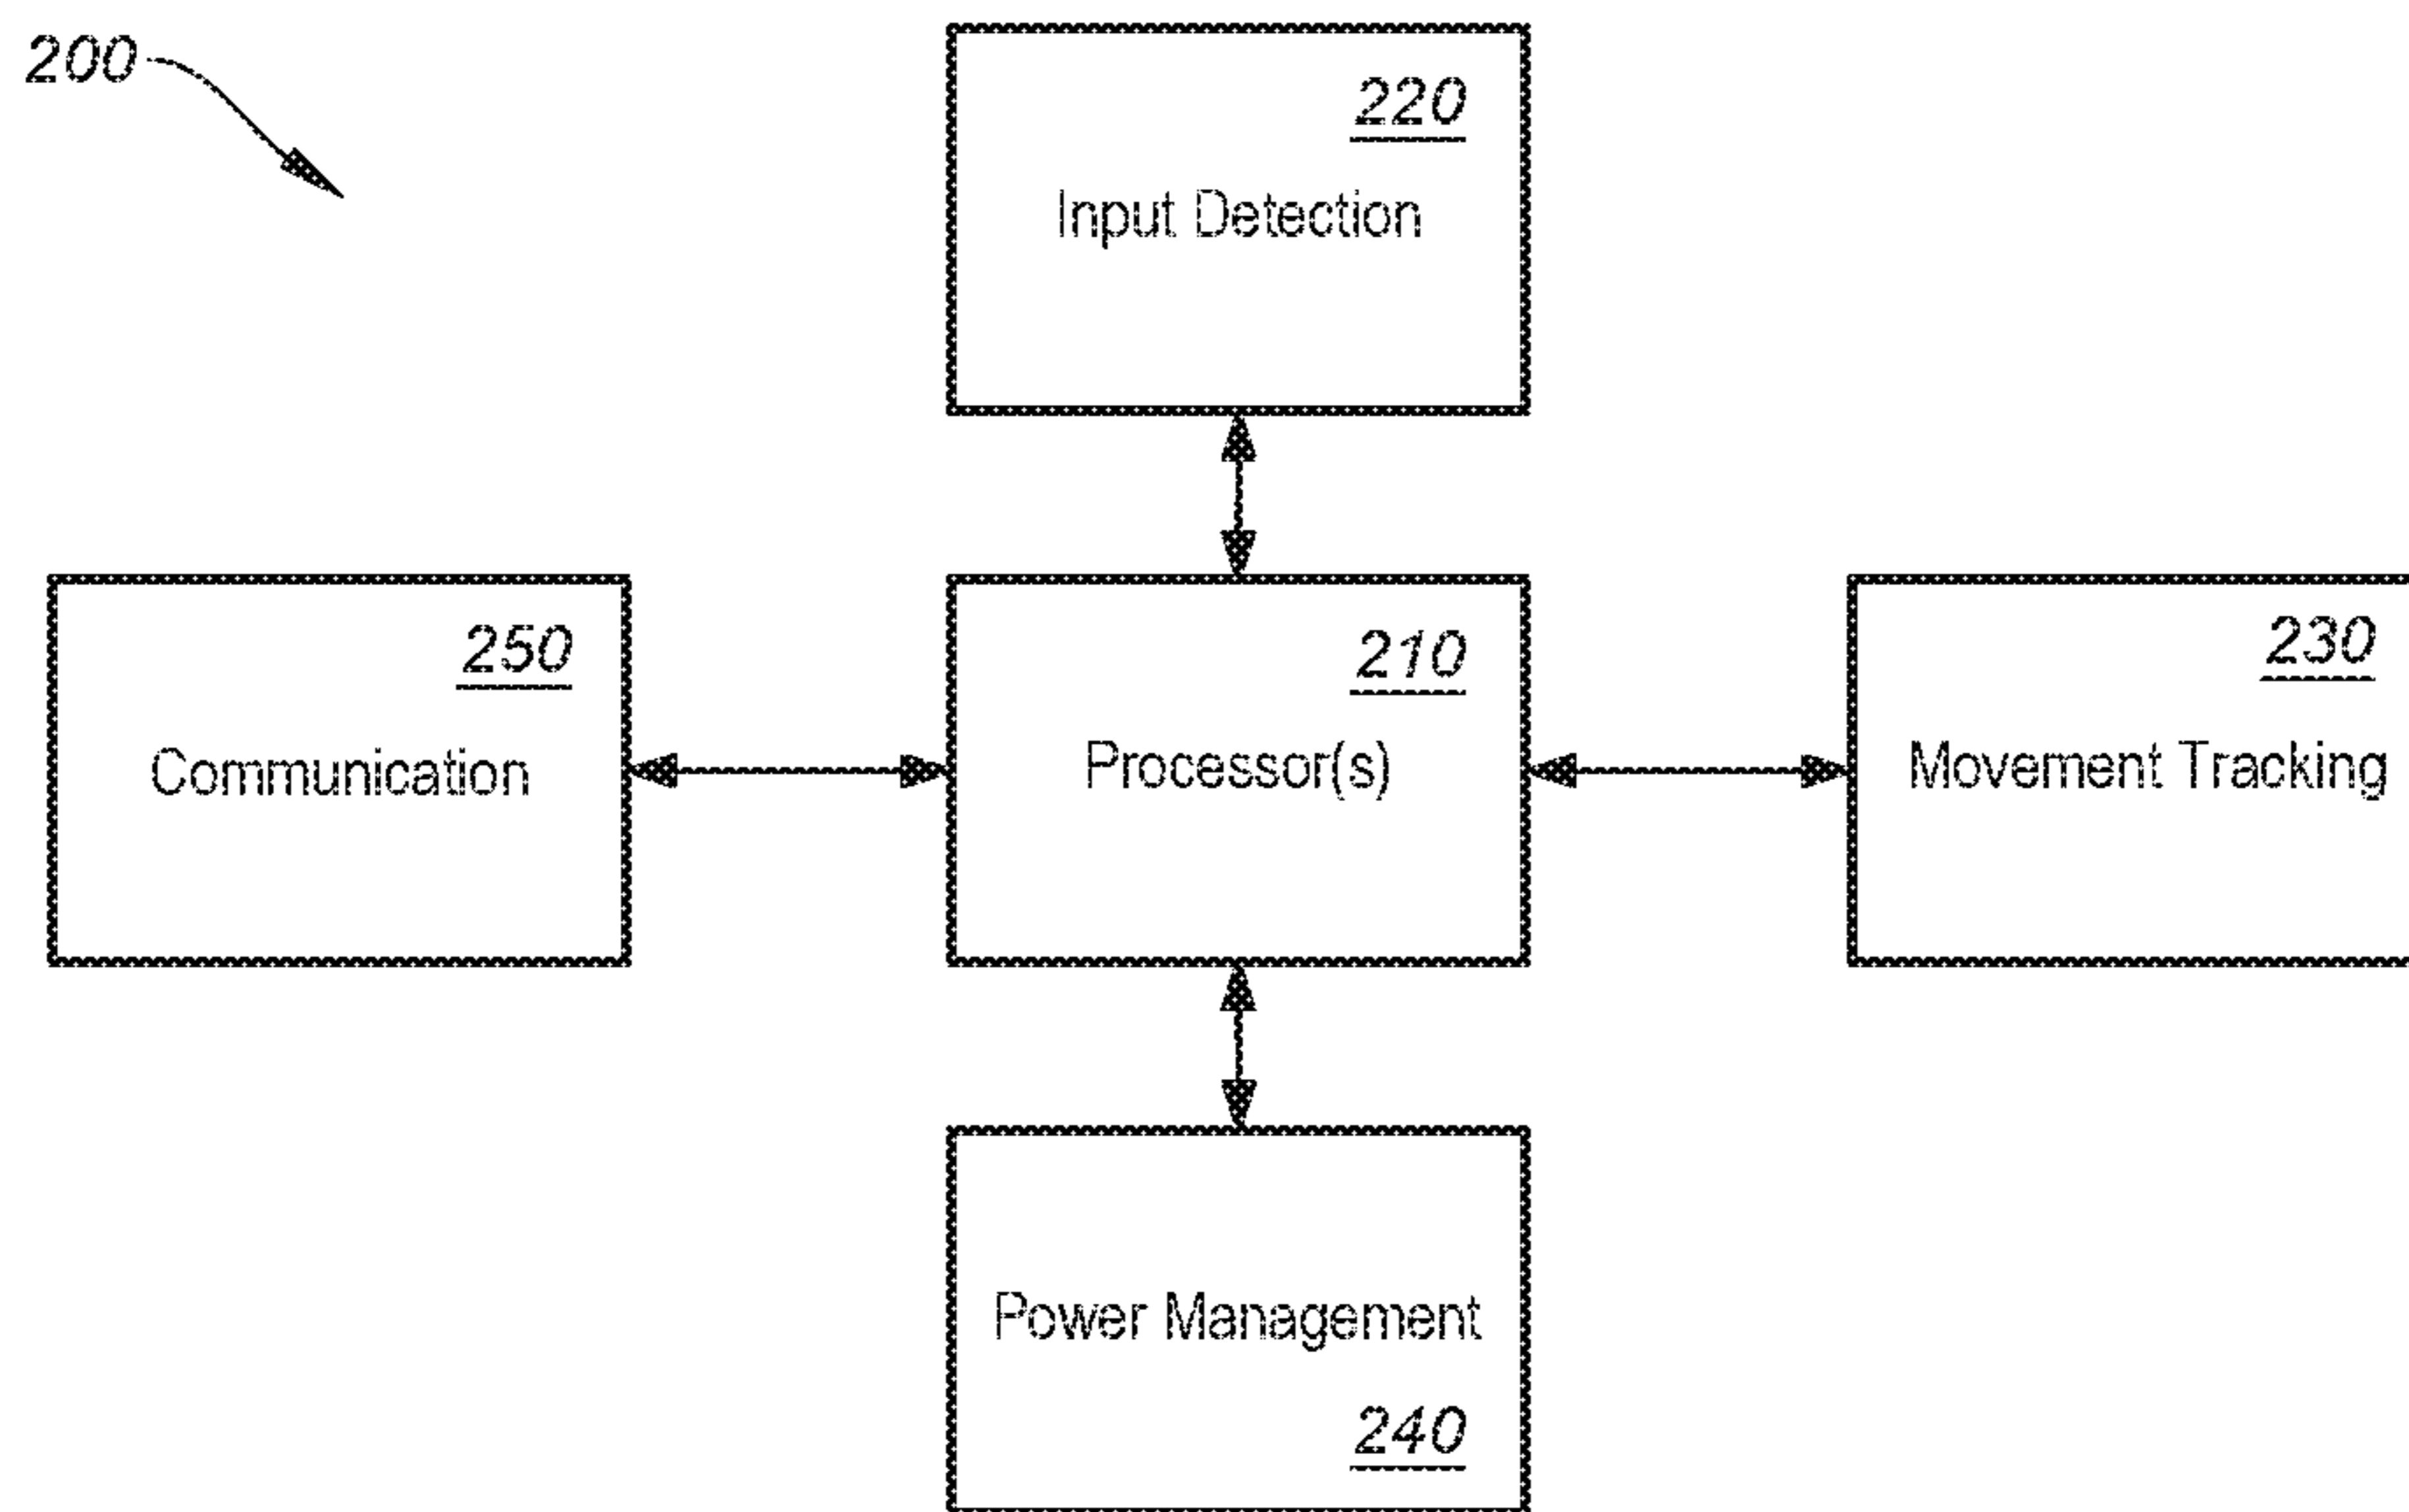 200
220
Input Detection
250
Communication
210
Processor(s)
230
Movement Tracking
Power Management
240